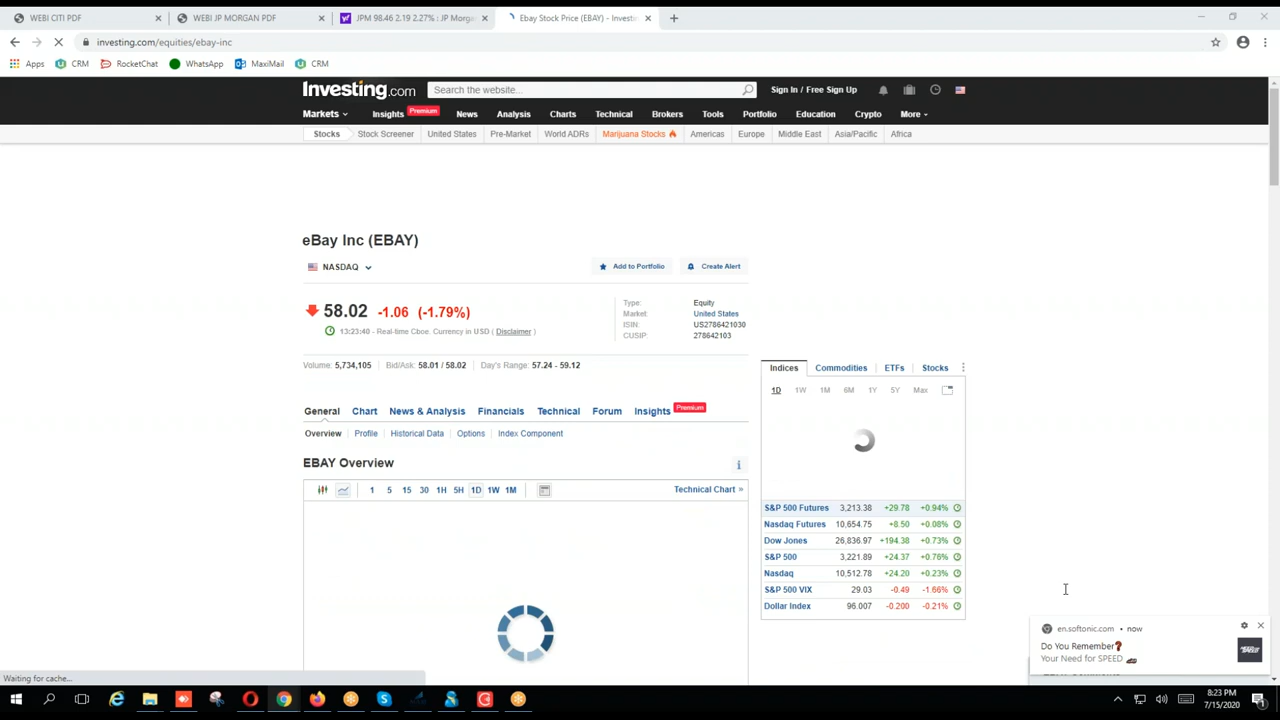 WEBI CITI PDF
WEBI JP MORGAN PDF
JPM 98.46 2.19 2.27% : JP Morga
Ebay Stock Price (EBAY) - Investi
investing.com/equities/ebay-inc
Apps CRM RocketChat WhatsApp MaxiMail CRM
Investing.com
Search the website...
Sign In / Free Sign Up
Markets Insights Premium News Analysis Charts Technical Brokers Tools Portfolio Education Crypto More
Stocks Stock Screener United States Pre-Market World ADRs Marijuana Stocks Americas Europe Middle East Asia/Pacific Africa
eBay Inc (EBAY)
NASDAQ
Add to Portfolio
Create Alert
58.02 -1.06 (-1.79%)
13:23:40 - Real-time Cboe. Currency in USD ( Disclaimer )
Type: Equity
Market: United States
ISIN: US2786421030
CUSIP: 278642103
Volume: 5,734,105 Bid/Ask: 58.01 / 58.02 Day's Range: 57.24 - 59.12
General Chart News & Analysis Financials Technical Forum Insights Premium
Overview Profile Historical Data Options Index Component
EBAY Overview
1 5 15 30 1H 5H 1D 1W 1M
Technical Chart »
Indices Commodities ETFs Stocks
1D 1W 1M 6M 1Y 5Y Max
S&P 500 Futures 3,213.38 +29.78 +0.94%
Nasdaq Futures 10,654.75 +8.50 +0.08%
Dow Jones 26,836.97 +194.38 +0.73%
S&P 500 3,221.89 +24.37 +0.76%
Nasdaq 10,512.78 +24.20 +0.23%
S&P 500 VIX 29.03 -0.49 -1.66%
Dollar Index 96.007 -0.200 -0.21%
en.softonic.com • now
Do You Remember?
Your Need for SPEED
Waiting for cache...
8:23 PM
7/15/2020